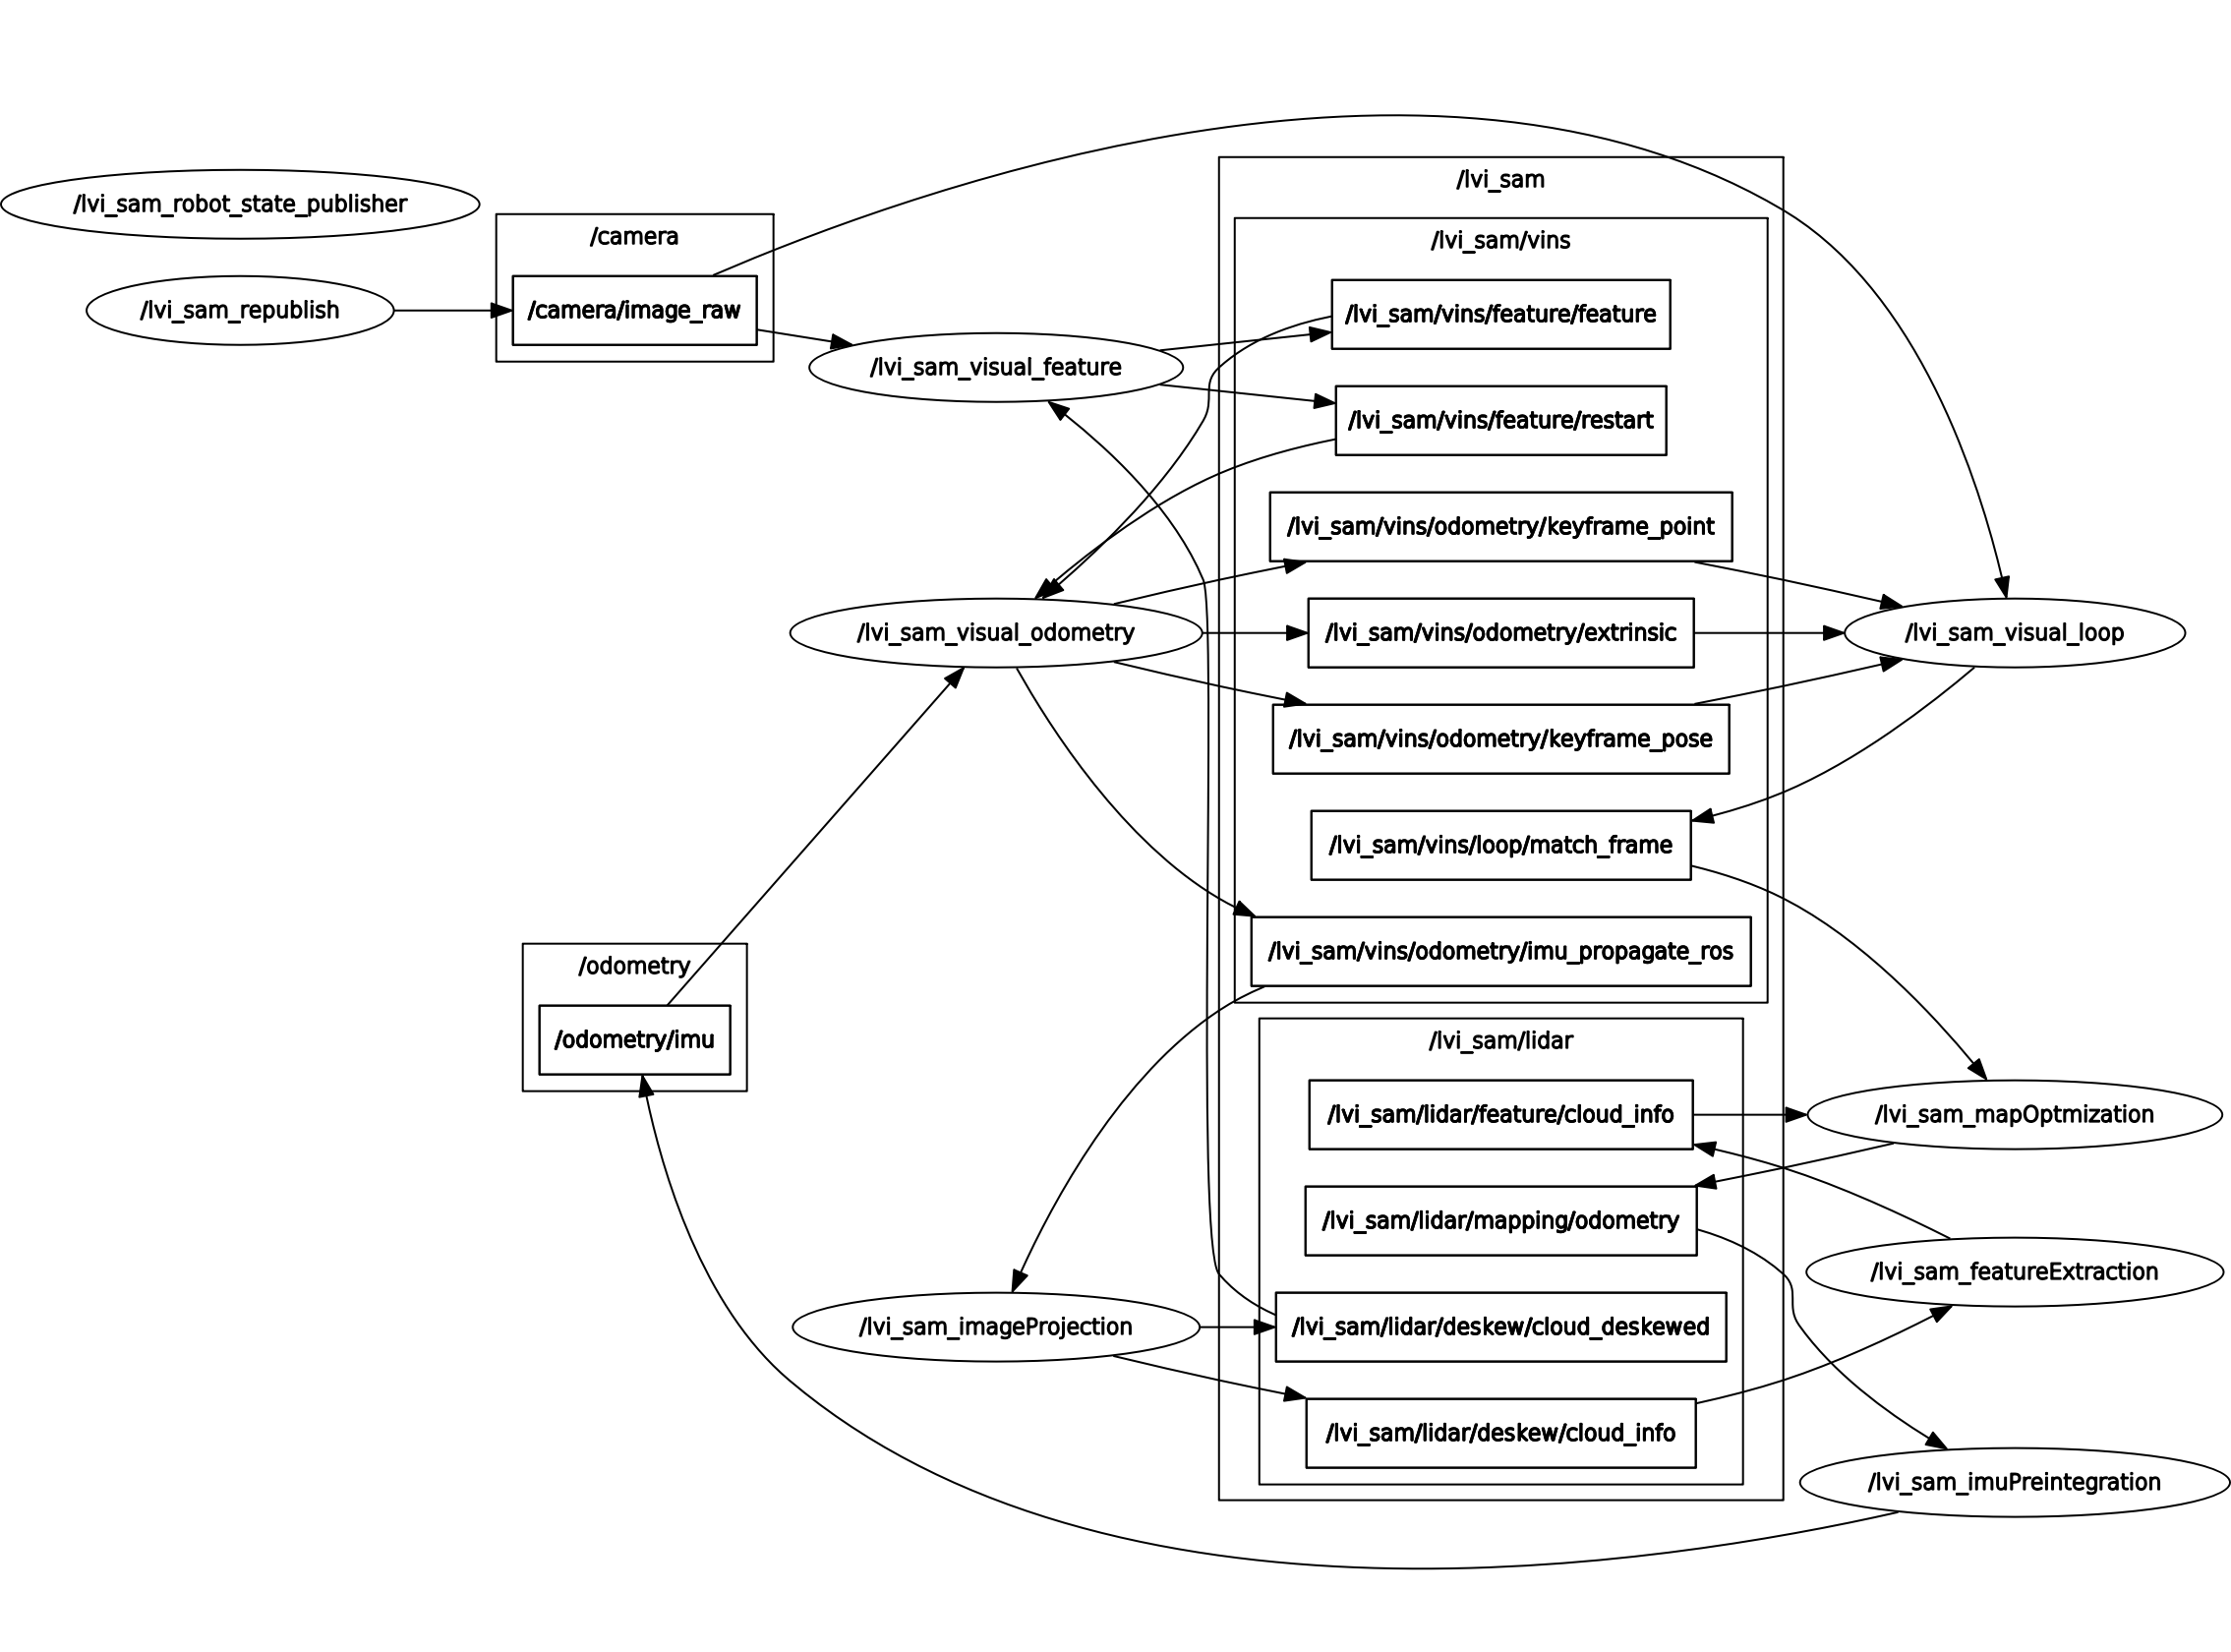 /lvi_sam_robot_state_publisher
/lvi_sam_republish
/camera
/camera/image_raw
/lvi_sam_visual_feature
/lvi_sam_visual_odometry
/odometry
/odometry/imu
/lvi_sam_imageProjection
/lvi_sam
/lvi_sam/vins
/lvi_sam/vins/feature/feature
/lvi_sam/vins/feature/restart
/lvi_sam/vins/odometry/keyframe_point
/lvi_sam/vins/odometry/extrinsic
/lvi_sam/vins/odometry/keyframe_pose
/lvi_sam/vins/loop/match_frame
/lvi_sam/vins/odometry/imu_propagate_ros
/lvi_sam/lidar
/lvi_sam/lidar/feature/cloud_info
/lvi_sam/lidar/mapping/odometry
/lvi_sam/lidar/deskew/cloud_deskewed
/lvi_sam/lidar/deskew/cloud_info
/lvi_sam_visual_loop
/lvi_sam_mapOptmization
/lvi_sam_featureExtraction
/lvi_sam_imuPreintegration